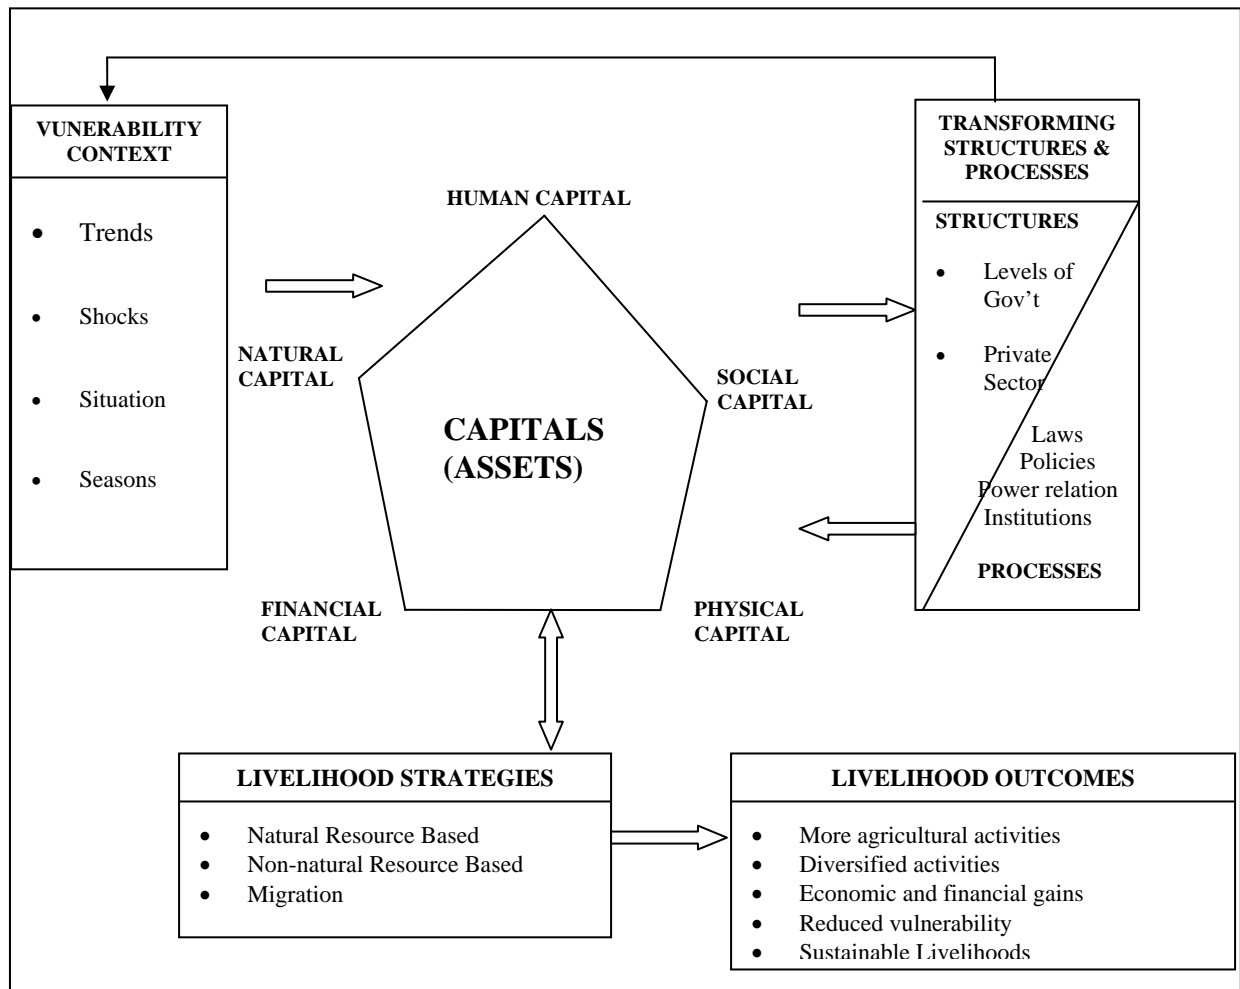 VUNERABILITY
CONTEXT
• Trends
• Shocks
• Situation
• Seasons
HUMAN CAPITAL
NATURAL
CAPITAL
SOCIAL
CAPITAL
CAPITALS
(ASSETS)
FINANCIAL
CAPITAL
PHYSICAL
CAPITAL
TRANSFORMING
STRUCTURES &
PROCESSES
STRUCTURES
• Levels of
Gov’t
• Private
Sector
Laws
Policies
Power relation
Institutions
PROCESSES
LIVELIHOOD STRATEGIES
• Natural Resource Based
• Non-natural Resource Based
• Migration
LIVELIHOOD OUTCOMES
• More agricultural activities
• Diversified activities
• Economic and financial gains
• Reduced vulnerability
• Sustainable Livelihoods